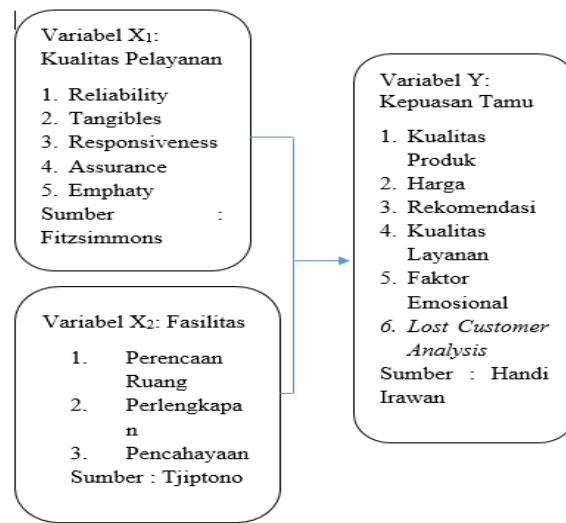 Variabel X₁:
Kualitas Pelayanan
1. Reliability
2. Tangibles
3. Responsiveness
4. Assurance
5. Emphaty
Sumber :
Fitzsimmons
Variabel X₂: Fasilitas
1. Perencaan
Ruang
2. Perlengkapa
n
3. Pencahayaan
Sumber : Tjiptono
Variabel Y:
Kepuasan Tamu
1. Kualitas
Produk
2. Harga
3. Rekomendasi
4. Kualitas
Layanan
5. Faktor
Emosional
6. Lost Customer
Analysis
Sumber : Handi
Irawan